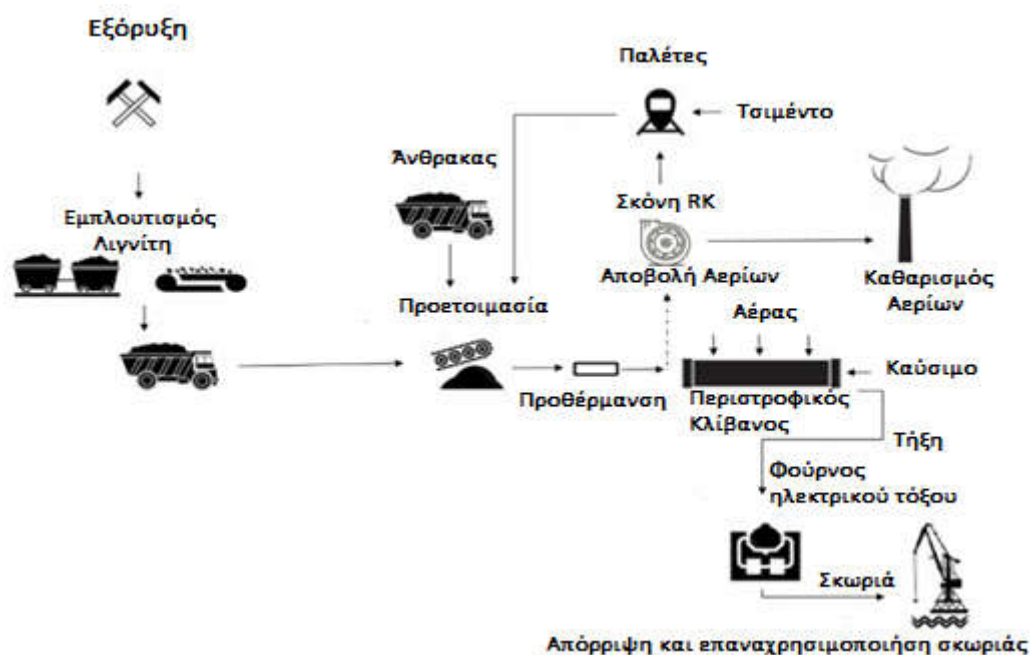 Εξόρυξη
Παλέτες
Τσιμέντο
Άνθρακας
Εμπλουτισμός
Λιγνίτη
Σκόνη RK
Αποβολή Αερίων
Καθαρισμός
Αερίων
Προετοιμασία
Αέρας
Καύσιμο
Προθέρμανση
Περιστροφικός
Κλίβανος
Τήξη
Φούρνος
ηλεκτρικού τόξου
Σκωριά
Απόρριψη και επαναχρησιμοποιήση σκωριάς